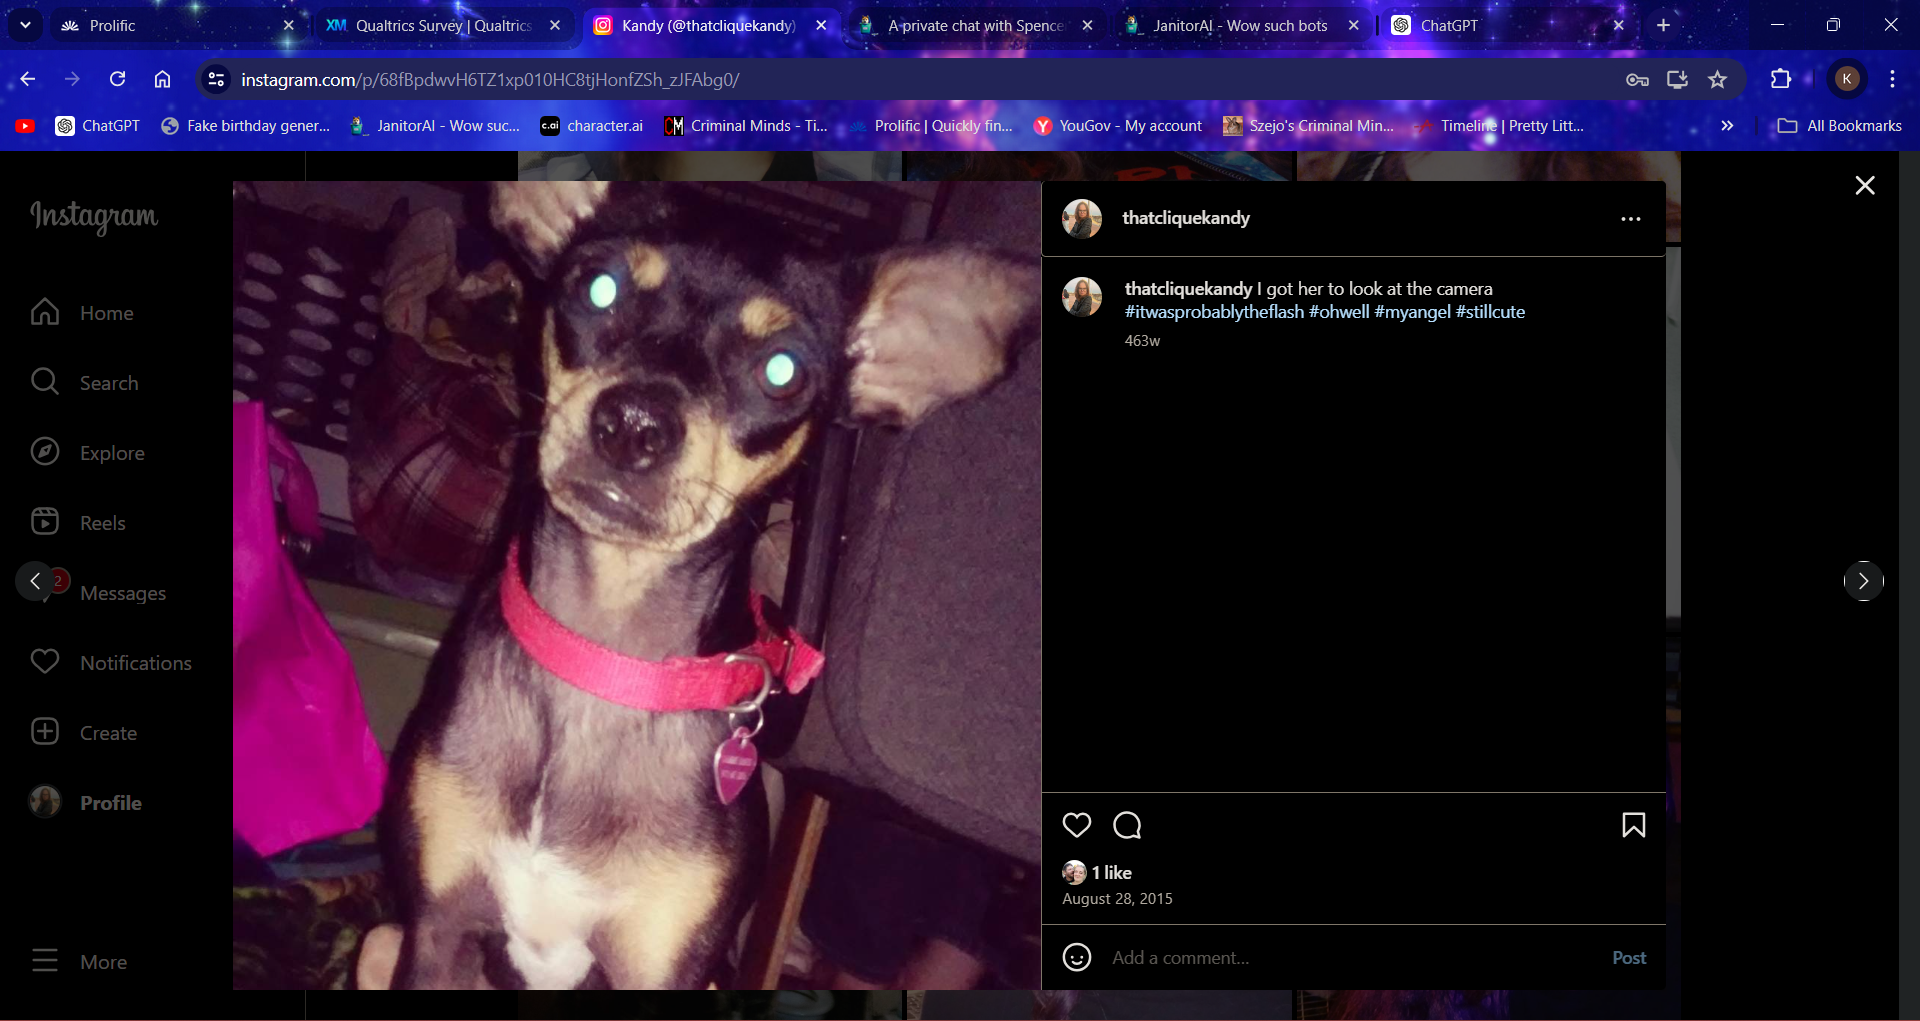 Prolific
Qualtrics Survey | Qualtrics
Kandy (@thatcliquekandy)
A private chat with Spence
JanitorAI - Wow such bots
ChatGPT
instagram.com/p/68fBpdwvH6TZ1xp010HC8tjHonfZSh_zJFAbg0/
K
ChatGPT
Fake birthday gener...
JanitorAI - Wow suc...
c.ai character.ai
CM Criminal Minds - Ti...
Prolific | Quickly fin...
Y YouGov - My account
Szejo's Criminal Min...
Timeline | Pretty Litt...
All Bookmarks
Instagram
Home
Search
Explore
Reels
2
Messages
Notifications
Create
Profile
More
thatcliquekandy
thatcliquekandy I got her to look at the camera
#itwasprobablytheflash #ohwell #myangel #stillcute
463w
1 like
August 28, 2015
Add a comment...
Post